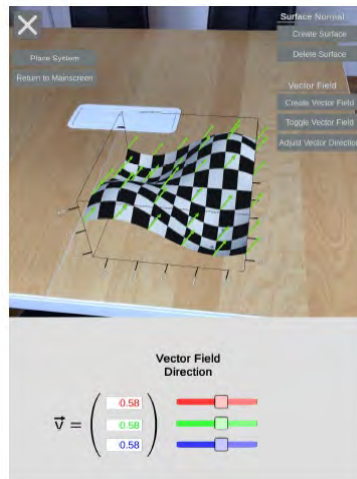 Surface Normal
Create Surface
Delete Surface
Place System
Return to Mainscreen
Vector Field
Create Vector Field
Toggle Vector Field
Adjust Vector Direction
Vector Field
Direction
v⃗ =
0.58
0.58
0.58